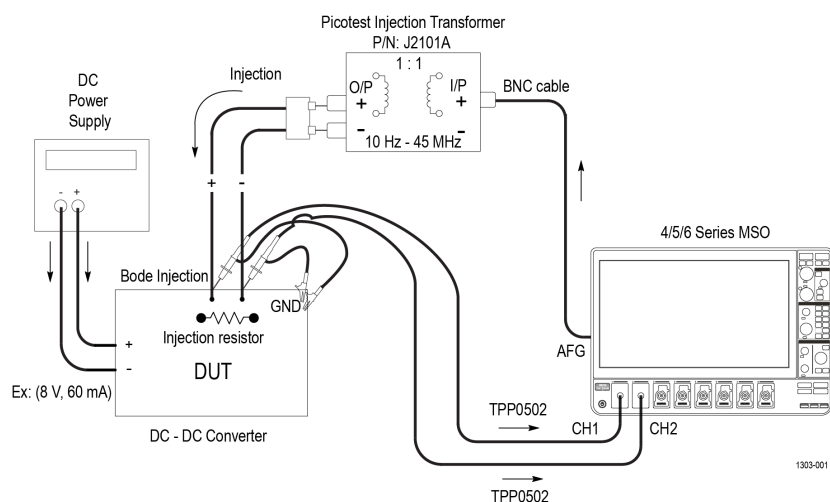 Picotest Injection Transformer
P/N: J2101A
1 : 1
DC
Power
Supply
Injection
O/P
I/P
BNC cable
+
+
-
-
10 Hz - 45 MHz
- +
+ -
4/5/6 Series MSO
Bode Injection
GND
Injection resistor
DUT
+
-
AFG
Ex: (8 V, 60 mA)
DC - DC Converter
TPP0502
CH1
CH2
TPP0502
1303-001